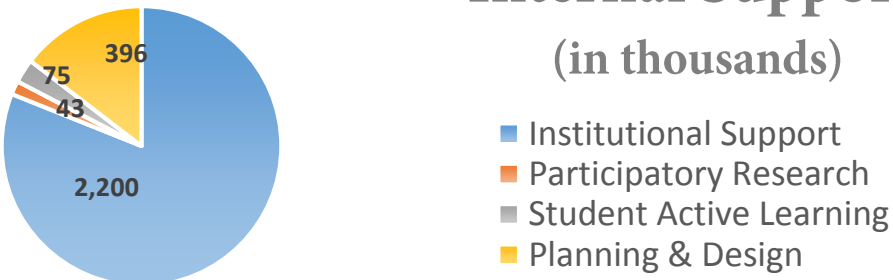 (in thousands)
396
75
43
2,200
Institutional Support
Participatory Research
Student Active Learning
Planning & Design